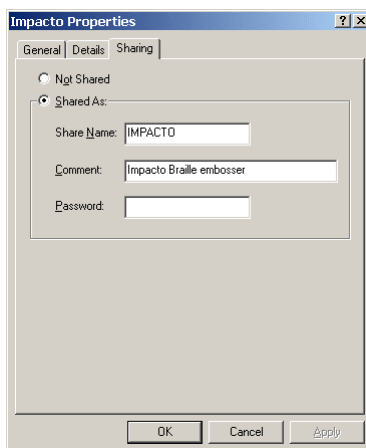 Impacto Properties
General Details Sharing
Not Shared
Shared As:
Share Name: IMPACTO
Comment: Impacto Braille embosser
Password:
OK Cancel Apply